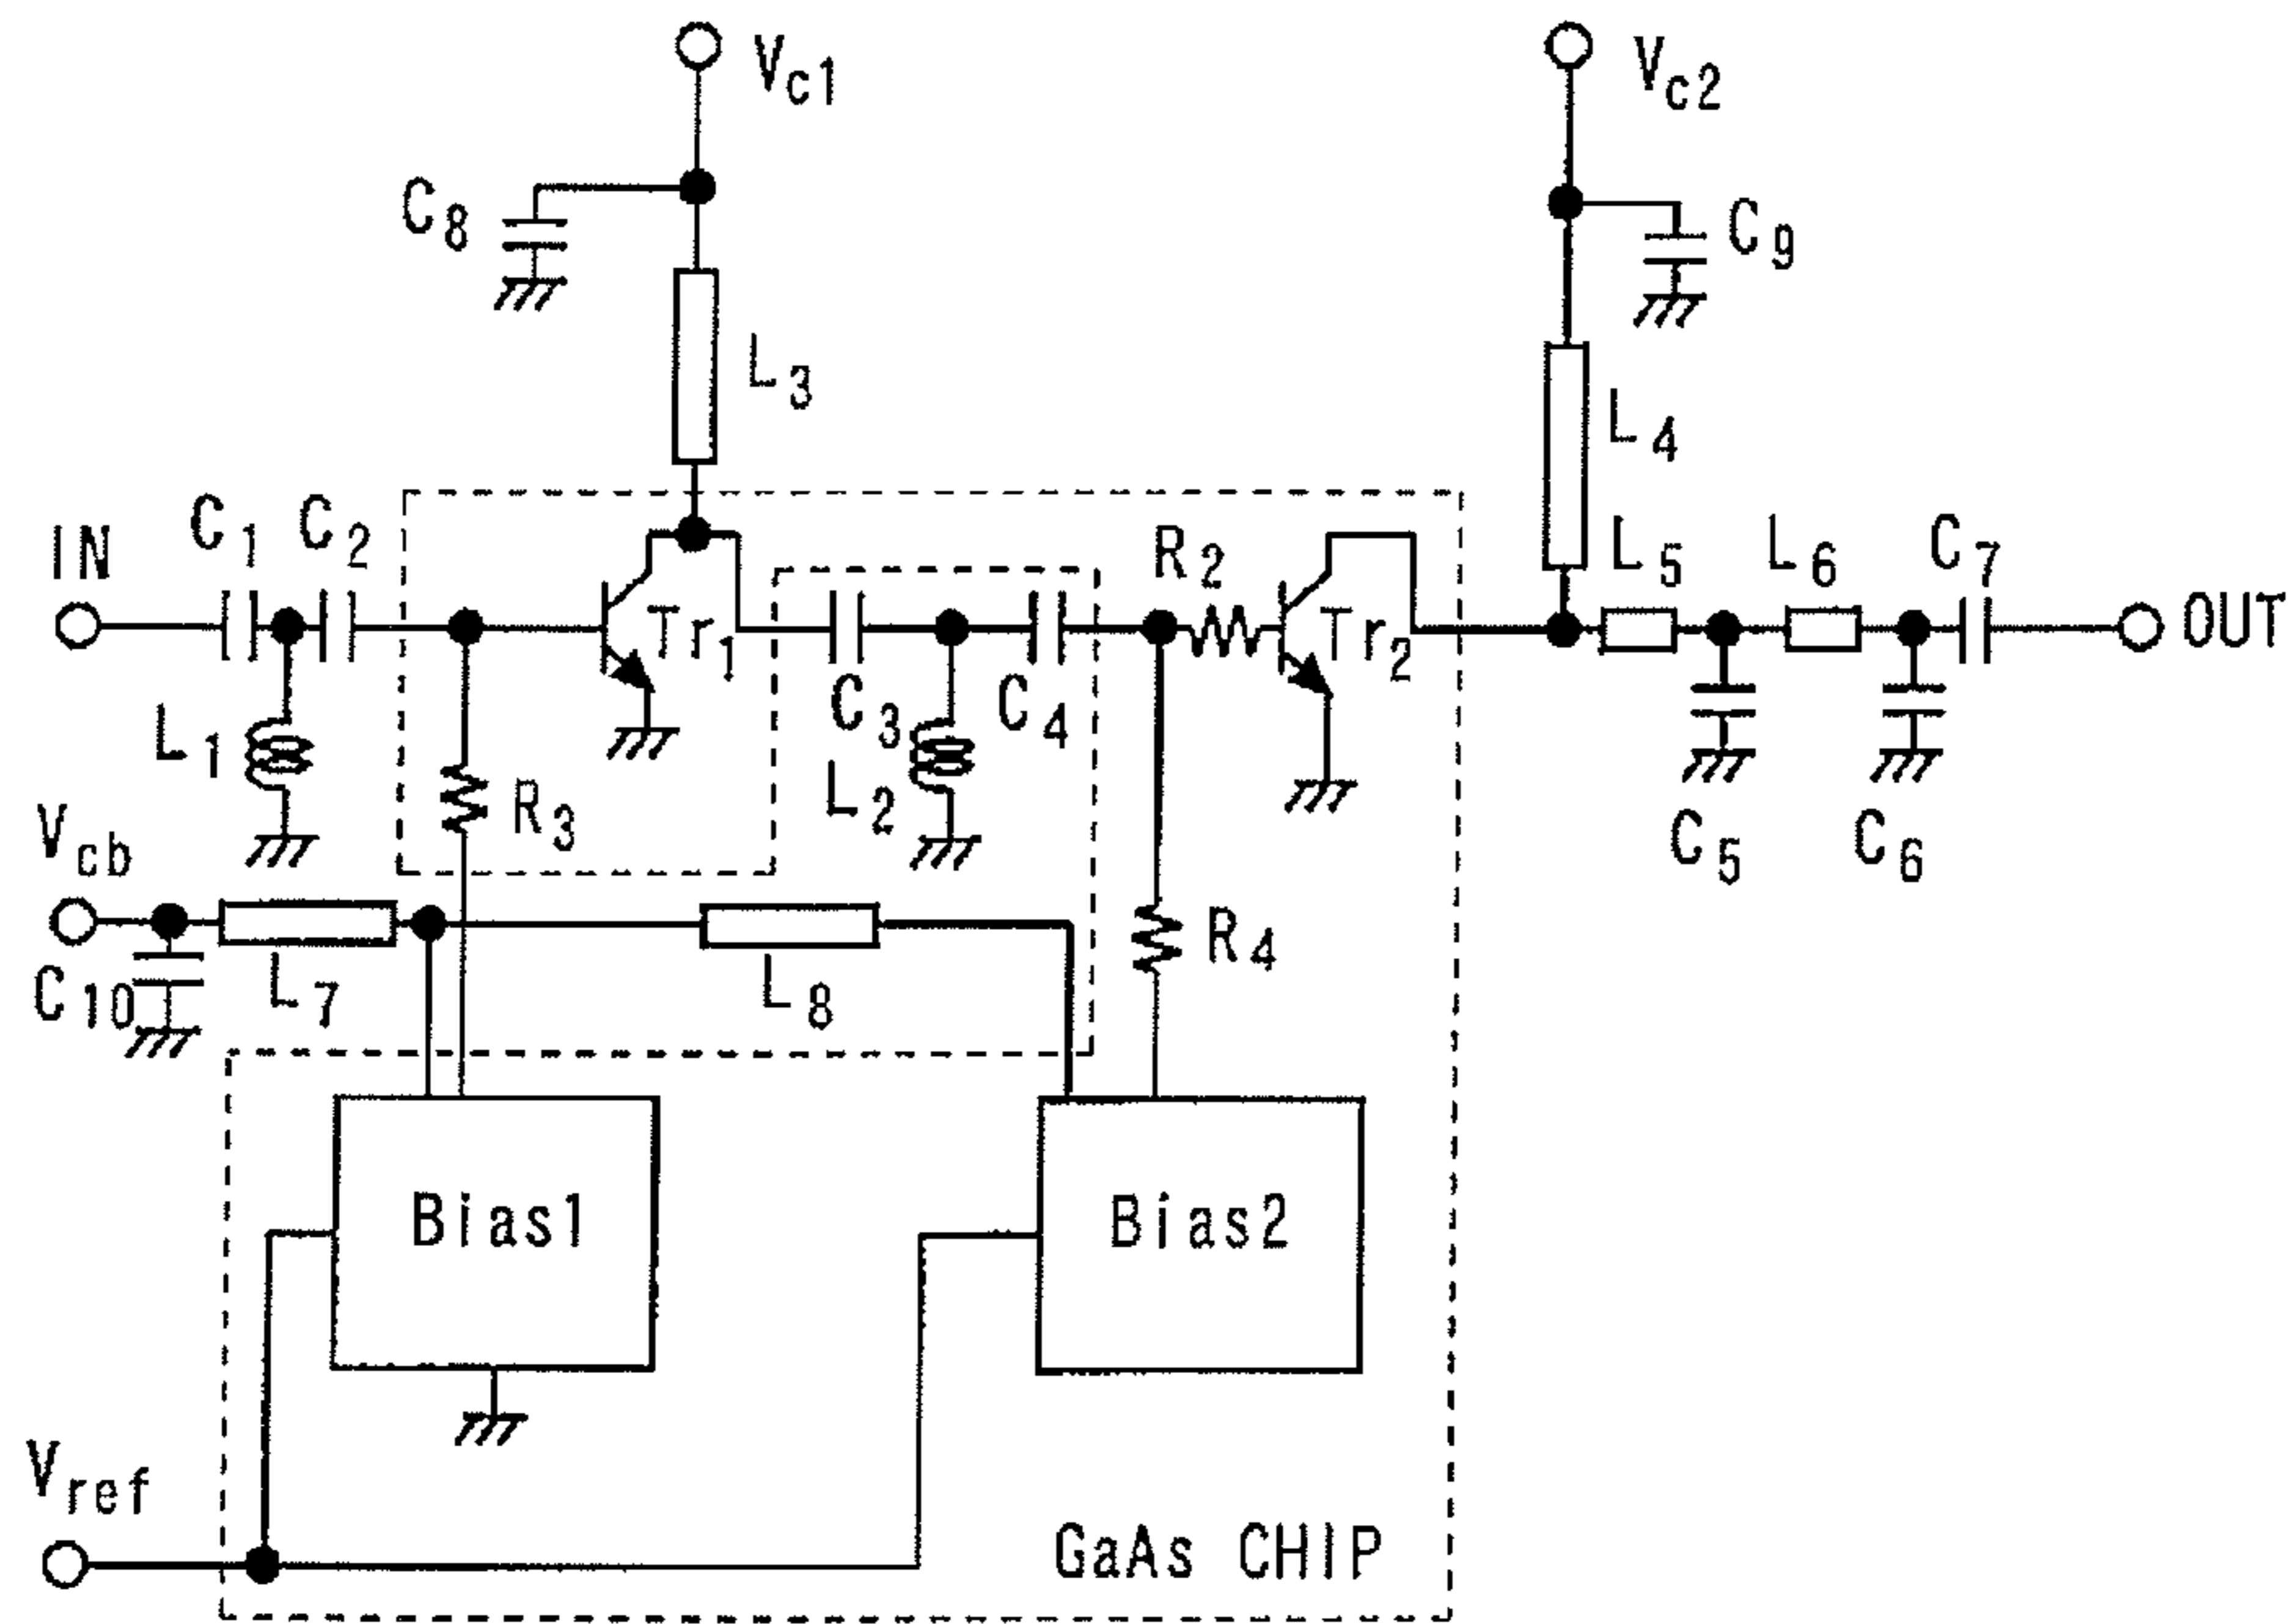 Vc1
Vc2
C8
C9
L3
L4
IN
C1
C2
R2
L5
L6
C7
Tr1
Tr2
OUT
L1
C3
C4
L2
R3
C5
C6
Vcb
C10
L7
L8
R4
Bias1
Bias2
Vref
GaAs CHIP